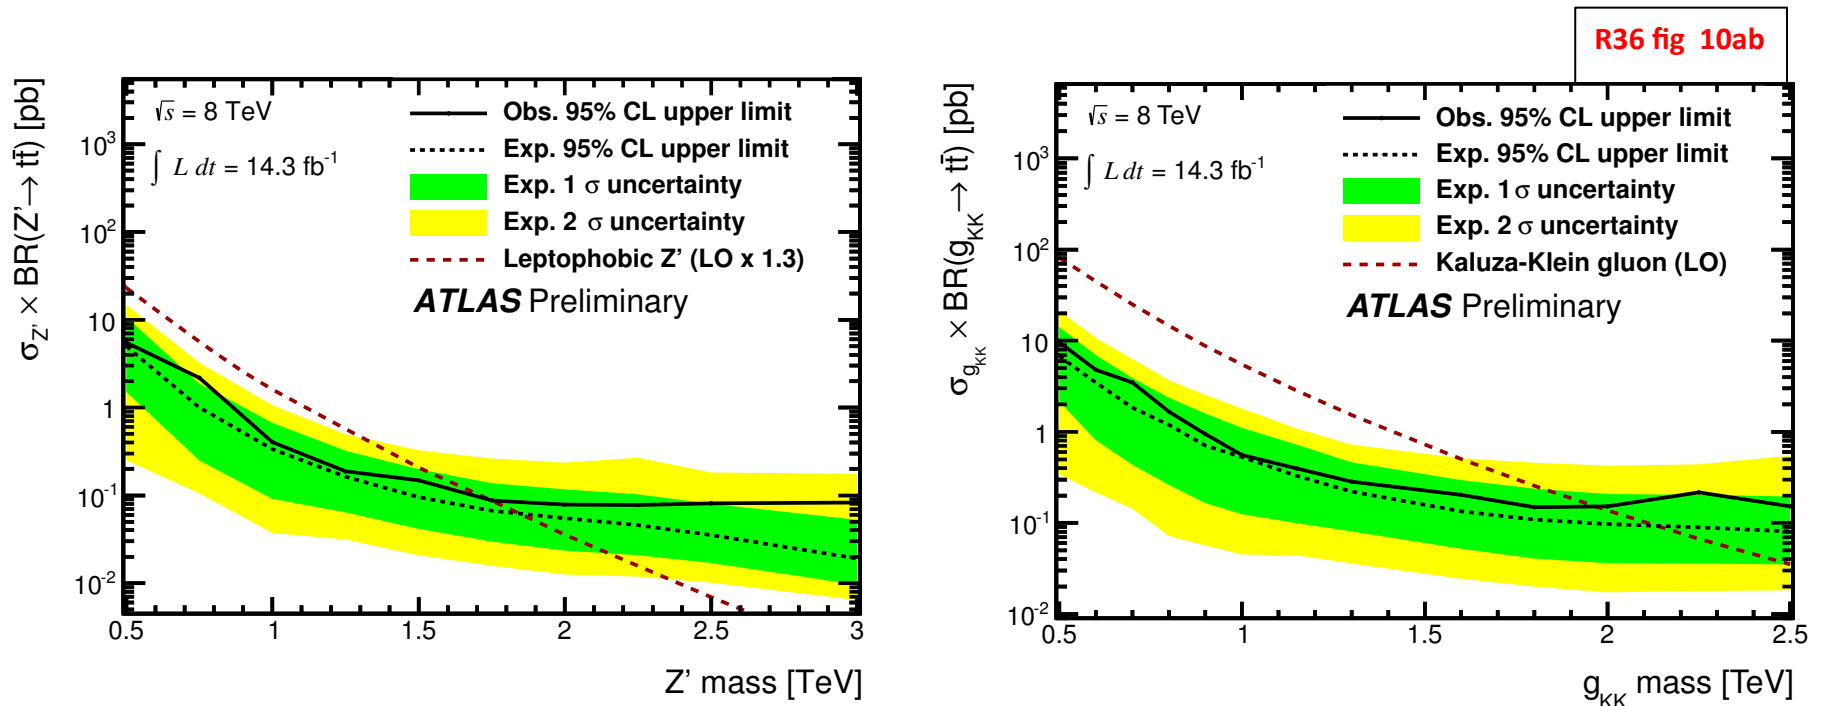 R36 fig 10ab
σ_Z' × BR(Z'→ tt̄) [pb]
√s = 8 TeV
∫ L dt = 14.3 fb⁻¹
Obs. 95% CL upper limit
Exp. 95% CL upper limit
Exp. 1 σ uncertainty
Exp. 2 σ uncertainty
Leptophobic Z' (LO x 1.3)
ATLAS Preliminary
10³
10²
10
1
10⁻¹
10⁻²
0.5 1 1.5 2 2.5 3
Z' mass [TeV]
σ_g_KK × BR(g_KK → tt̄) [pb]
√s = 8 TeV
∫ L dt = 14.3 fb⁻¹
Obs. 95% CL upper limit
Exp. 95% CL upper limit
Exp. 1 σ uncertainty
Exp. 2 σ uncertainty
Kaluza-Klein gluon (LO)
ATLAS Preliminary
10³
10²
10
1
10⁻¹
10⁻²
0.5 1 1.5 2 2.5
g_KK mass [TeV]